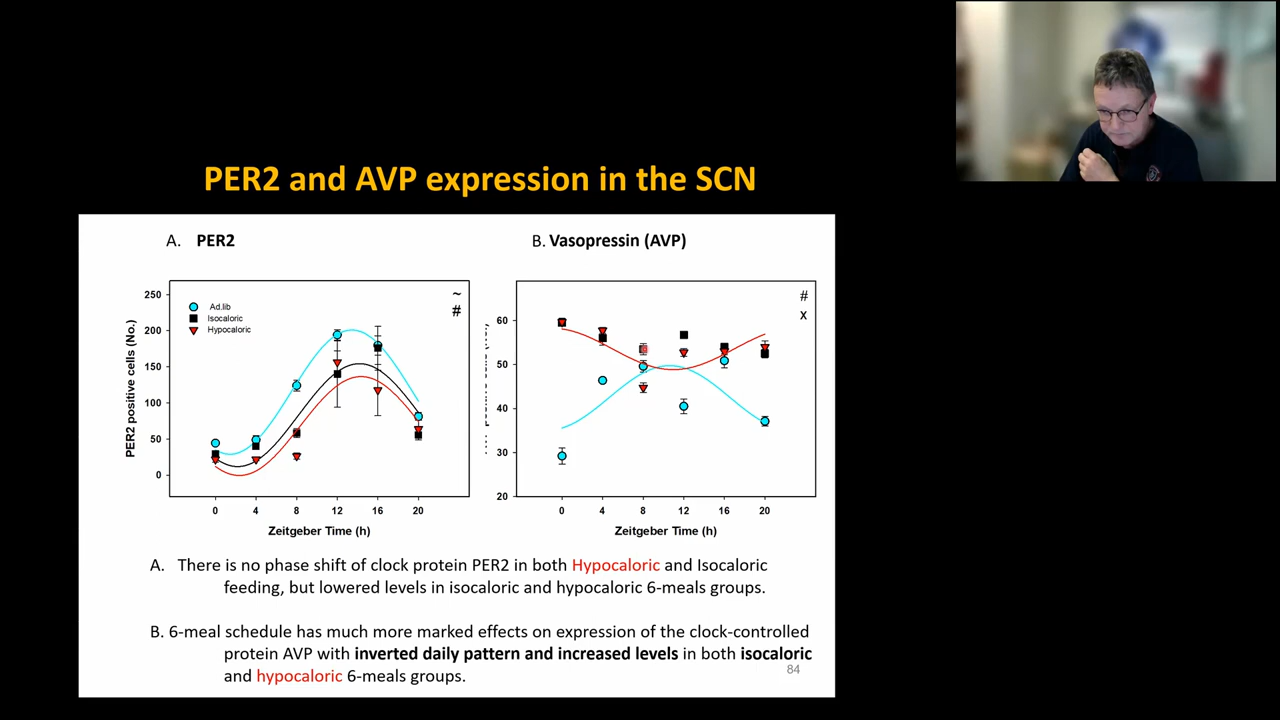 PER2 and AVP expression in the SCN
A. PER2
B. Vasopressin (AVP)
~
#
#
x
Ad.lib
Isocaloric
Hypocaloric
PER2 positive cells (No.)
250
200
150
100
50
0
0 4 8 12 16 20
Zeitgeber Time (h)
60
50
40
30
20
0 4 8 12 16 20
Zeitgeber Time (h)
A. There is no phase shift of clock protein PER2 in both Hypocaloric and Isocaloric
feeding, but lowered levels in isocaloric and hypocaloric 6-meals groups.
B. 6-meal schedule has much more marked effects on expression of the clock-controlled
protein AVP with inverted daily pattern and increased levels in both isocaloric
and hypocaloric 6-meals groups.
84